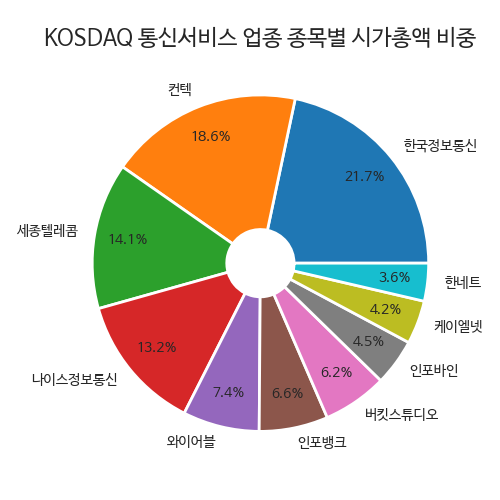 KOSDAQ 통신서비스 업종 종목별 시가총액 비중
컨텍
18.6%
한국정보통신
21.7%
세종텔레콤
14.1%
한네트
3.6%
케이엘넷
4.2%
인포바인
4.5%
나이스정보통신
13.2%
버킷스튜디오
6.2%
와이어블
7.4%
인포뱅크
6.6%